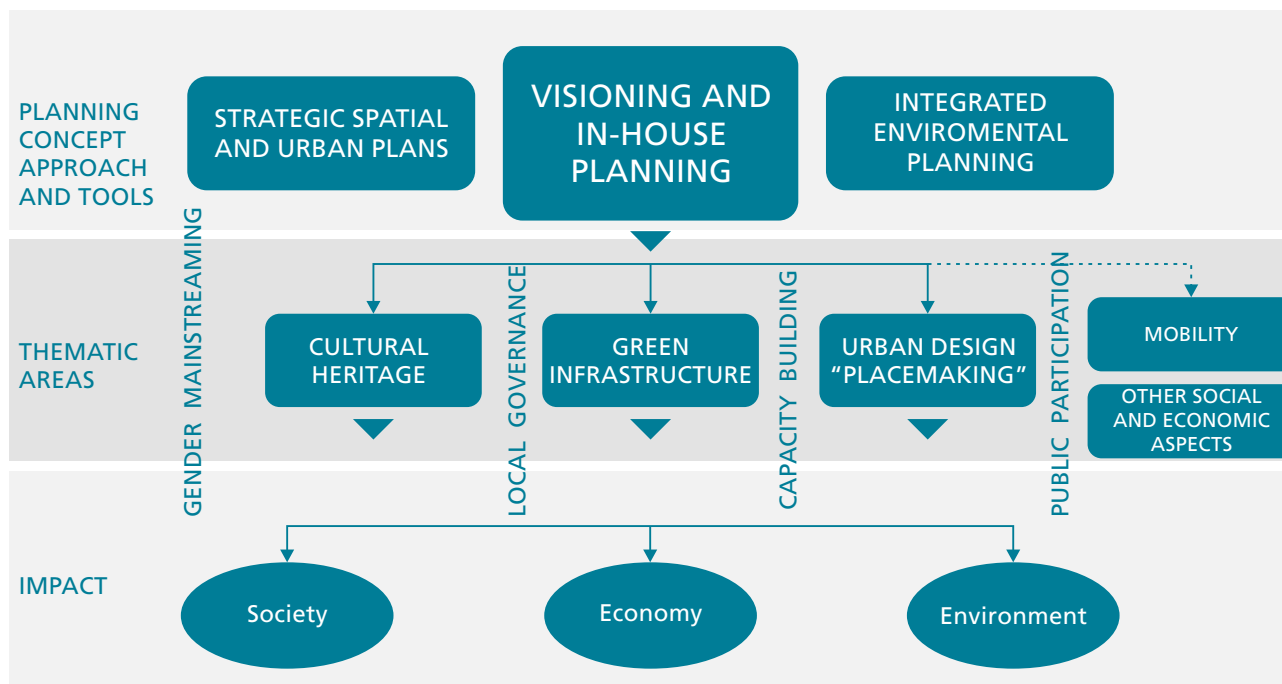 PLANNING
CONCEPT
APPROACH
AND TOOLS
STRATEGIC SPATIAL
AND URBAN PLANS
VISIONING AND
IN-HOUSE
PLANNING
INTEGRATED
ENVIROMENTAL
PLANNING
THEMATIC
AREAS
GENDER MAINSTREAMING
CULTURAL
HERITAGE
LOCAL GOVERNANCE
GREEN
INFRASTRUCTURE
CAPACITY BUILDING
URBAN DESIGN
“PLACEMAKING”
PUBLIC PARTICIPATION
MOBILITY
OTHER SOCIAL
AND ECONOMIC
ASPECTS
IMPACT
Society
Economy
Environment